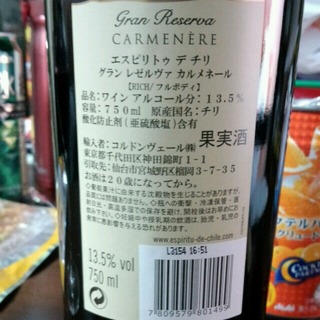 Gran Reserva
CARMENÈRE
エスピリトゥ デ チリ
グラン レゼルヴァ カルメネール
【RICH/フルボディ】
品名:ワイン アルコール分:13.5%
容量:750ml 原産国名:チリ
酸化防止剤(亜硫酸塩)含有
果実酒
輸入者:コルドンヴェール㈱
東京都千代田区神田錦町1-1
引取先:仙台市宮城野区福岡3-7-35
お酒は20歳になってから。
13.5% vol
750 ml
www.espiritu-de-chile.com
L3154 16:51
7809579801499
Asahi